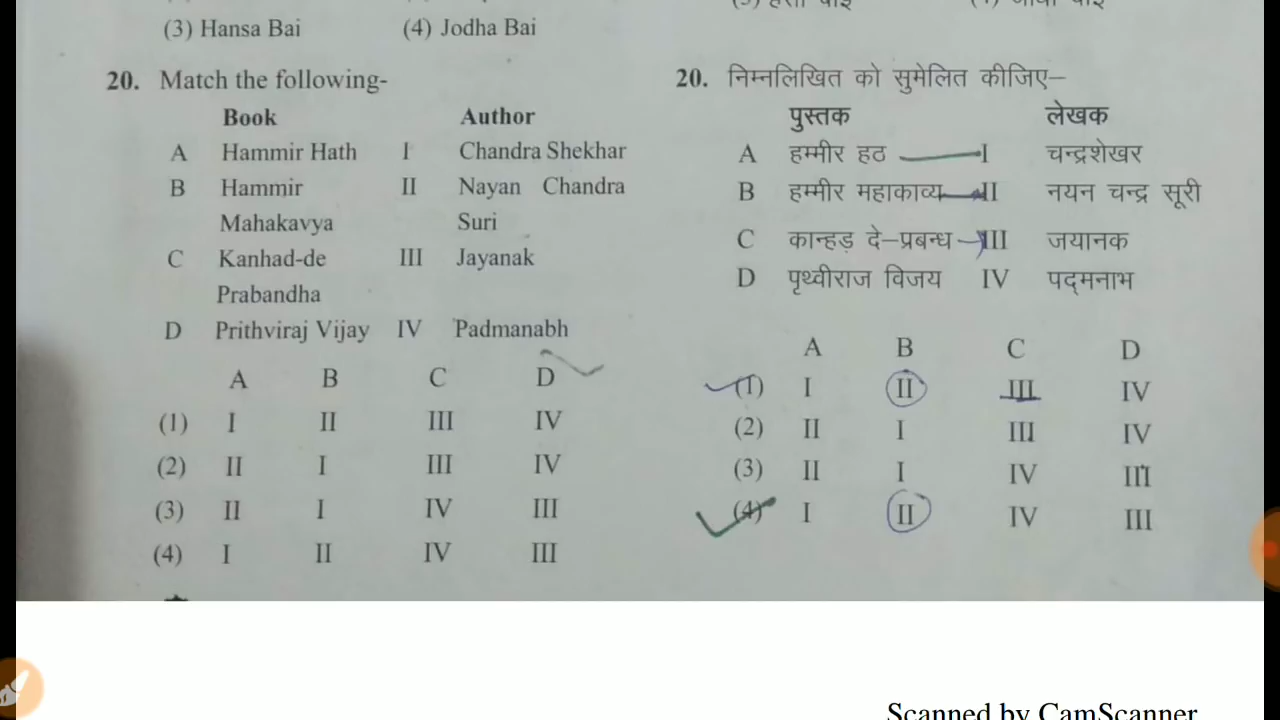 (3) Hansa Bai (4) Jodha Bai
20. Match the following-
Book Author
A Hammir Hath I Chandra Shekhar
B Hammir II Nayan Chandra
Mahakavya Suri
C Kanhad-de III Jayanak
Prabandha
D Prithviraj Vijay IV Padmanabh
A B C D
(1) I II III IV
(2) II I III IV
(3) II I IV III
(4) I II IV III
20. निम्नलिखित को सुमेलित कीजिए–
पुस्तक लेखक
A हम्मीर हठ I चन्द्रशेखर
B हम्मीर महाकाव्य II नयन चन्द्र सूरी
C कान्हड़ दे–प्रबन्ध III जयानक
D पृथ्वीराज विजय IV पद्मनाभ
A B C D
(1) I II III IV
(2) II I III IV
(3) II I IV III
(4) I II IV III
Scanned by CamScanner